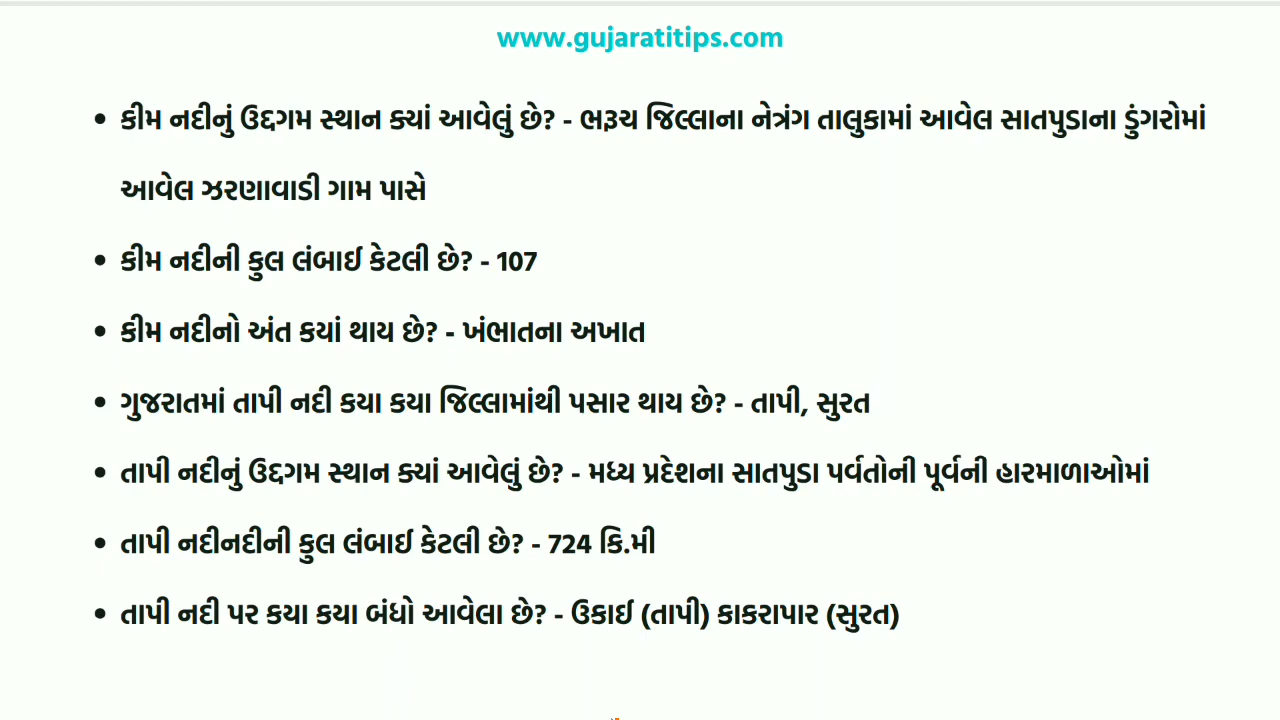 www.gujaratitips.com
• કીમ નદીનું ઉદ્દગમ સ્થાન ક્યાં આવેલું છે? - ભરૂચ જિલ્લાના નેત્રંગ તાલુકામાં આવેલ સાતપુડાના ડુંગરોમાં
આવેલ ઝરણાવાડી ગામ પાસે
• કીમ નદીની કુલ લંબાઈ કેટલી છે? - 107
• કીમ નદીનો અંત કયાં થાય છે? - ખંભાતના અખાત
• ગુજરાતમાં તાપી નદી કયા કયા જિલ્લામાંથી પસાર થાય છે? - તાપી, સુરત
• તાપી નદીનું ઉદ્દગમ સ્થાન ક્યાં આવેલું છે? - મધ્ય પ્રદેશના સાતપુડા પર્વતોની પૂર્વની હારમાળાઓમાં
• તાપી નદીનદીની કુલ લંબાઈ કેટલી છે? - 724 કિ.મી
• તાપી નદી પર કયા કયા બંધો આવેલા છે? - ઉકાઈ (તાપી) કાકરાપાર (સુરત)